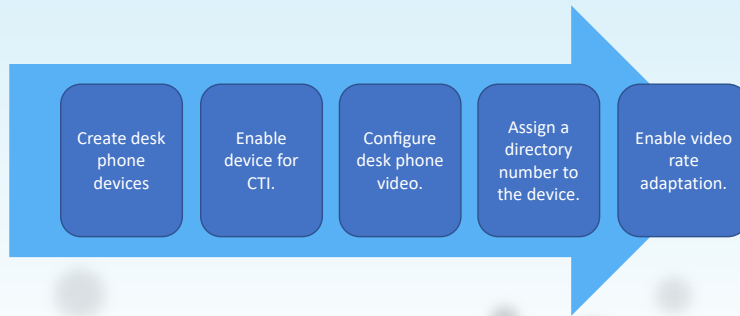 Create desk
phone
devices
Enable
device for
CTI.
Configure
desk phone
video.
Assign a
directory
number to
the device.
Enable video
rate
adaptation.